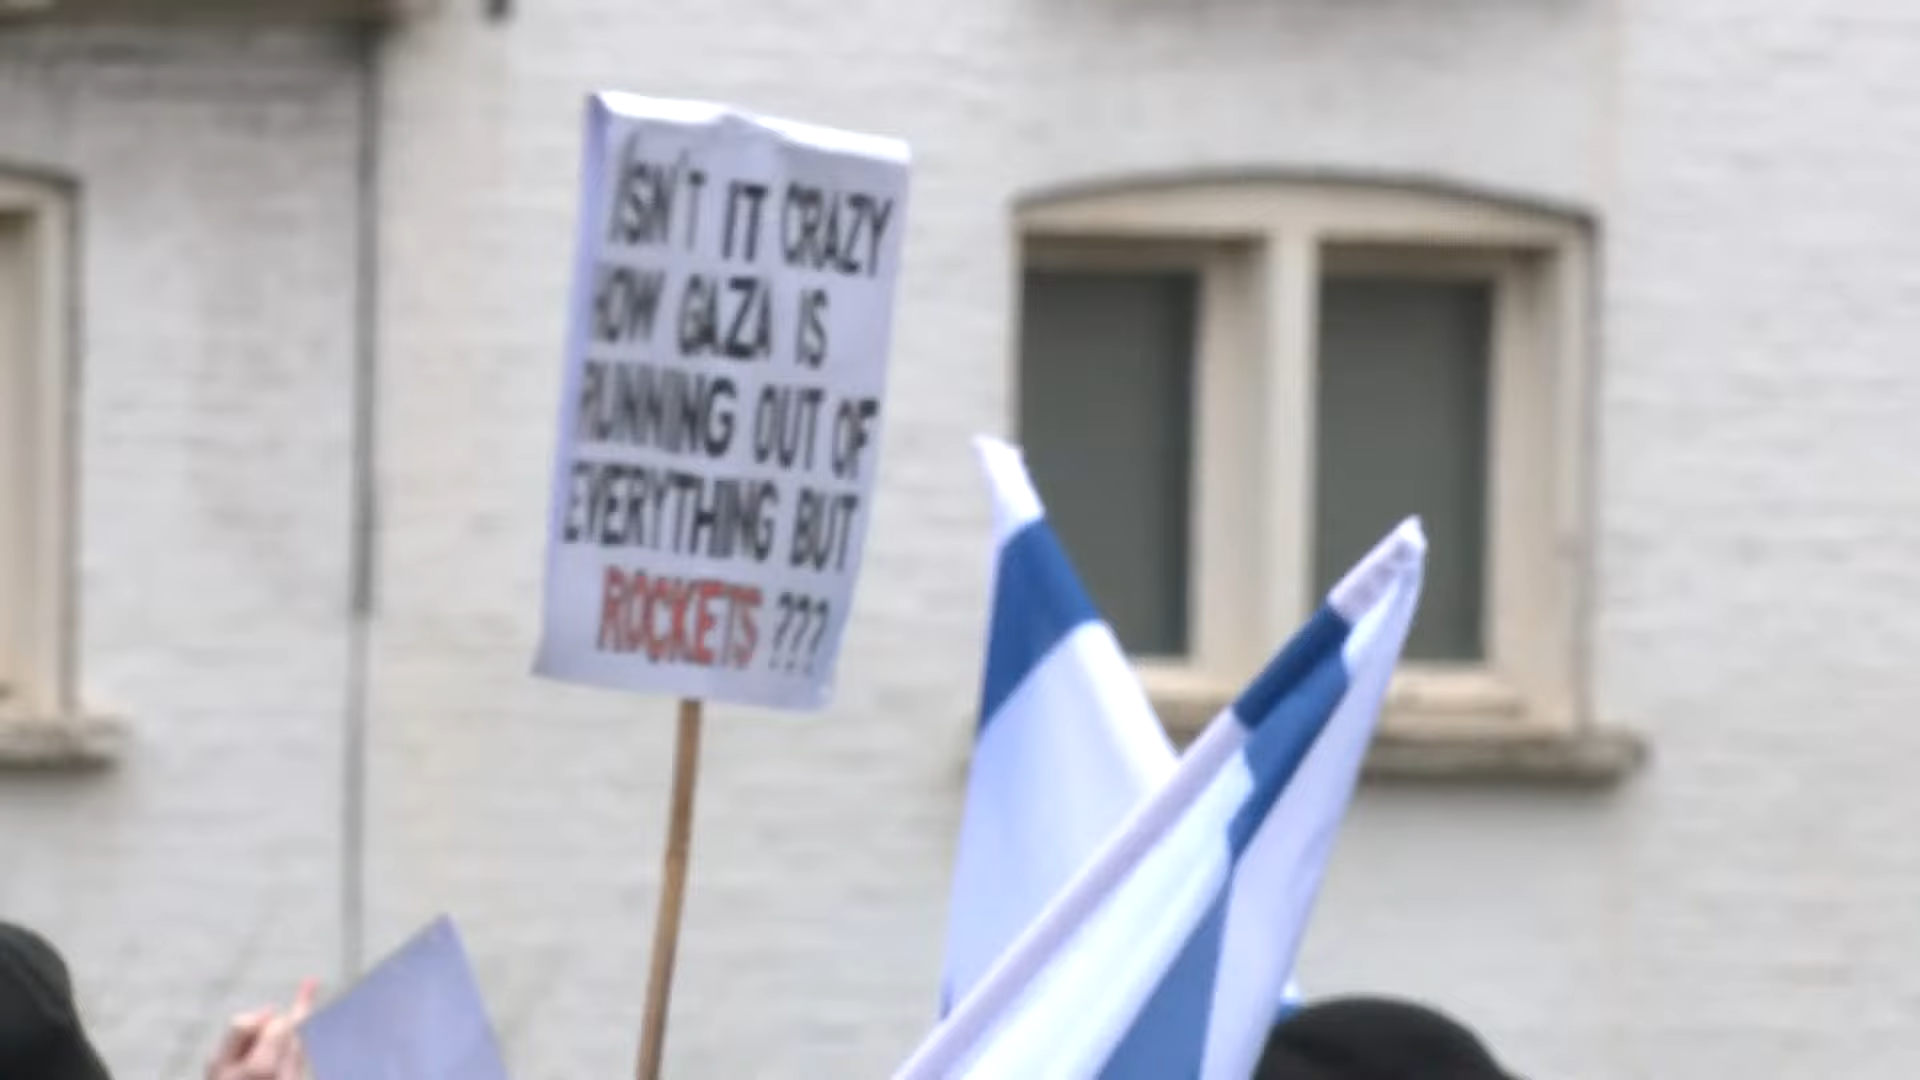 ISN'T IT CRAZY
HOW GAZA IS
RUNNING OUT OF
EVERYTHING BUT
ROCKETS ???